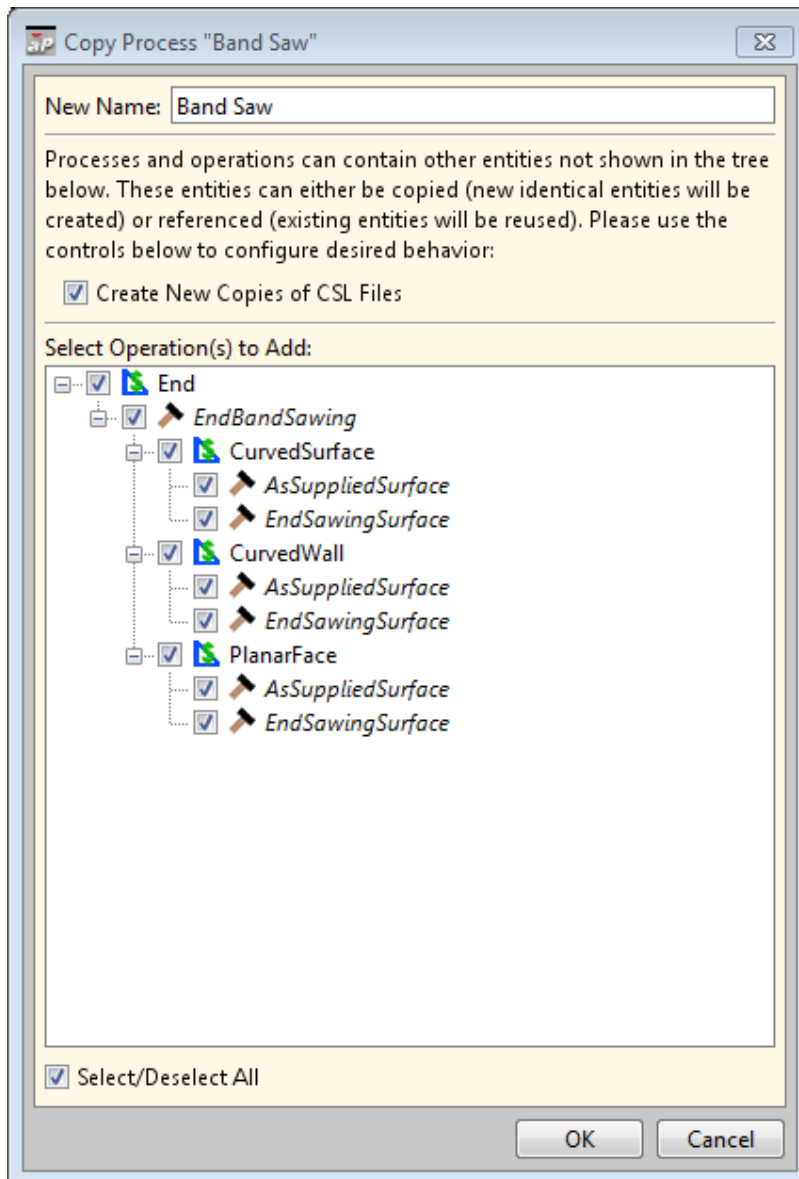 aP Copy Process "Band Saw"
New Name: Band Saw
Processes and operations can contain other entities not shown in the tree
below. These entities can either be copied (new identical entities will be
created) or referenced (existing entities will be reused). Please use the
controls below to configure desired behavior:
Create New Copies of CSL Files
Select Operation(s) to Add:
End
EndBandSawing
CurvedSurface
AsSuppliedSurface
EndSawingSurface
CurvedWall
AsSuppliedSurface
EndSawingSurface
PlanarFace
AsSuppliedSurface
EndSawingSurface
Select/Deselect All
OK Cancel